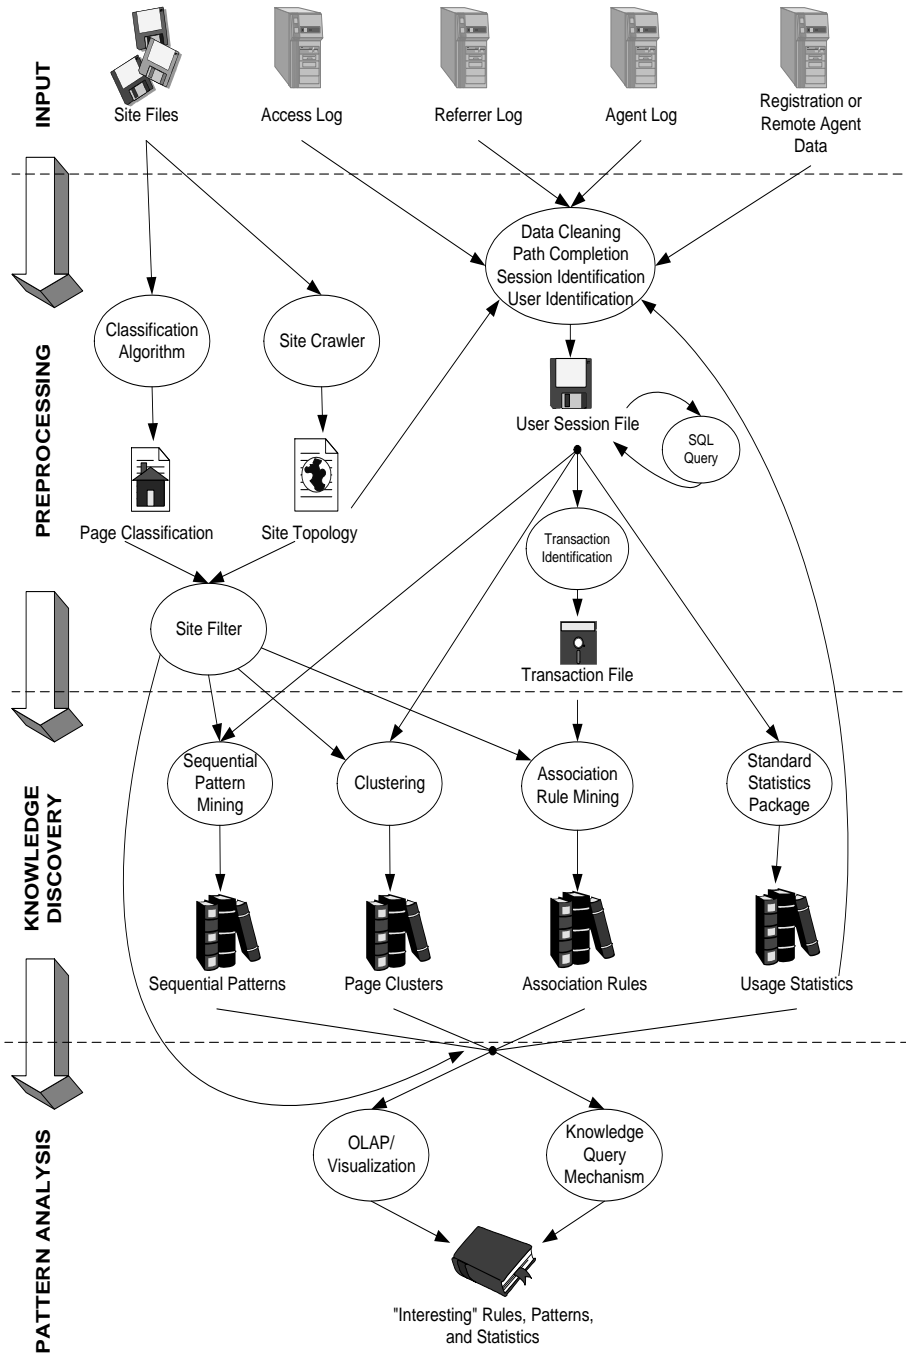 INPUT
Site Files
Access Log
Referrer Log
Agent Log
Registration or
Remote Agent
Data
PREPROCESSING
Data Cleaning
Path Completion
Session Identification
User Identification
Classification
Algorithm
Site Crawler
User Session File
SQL
Query
Page Classification
Site Topology
Transaction
Identification
Site Filter
Transaction File
KNOWLEDGE
DISCOVERY
Sequential
Pattern
Mining
Clustering
Association
Rule Mining
Standard
Statistics
Package
Sequential Patterns
Page Clusters
Association Rules
Usage Statistics
PATTERN ANALYSIS
OLAP/
Visualization
Knowledge
Query
Mechanism
"Interesting" Rules, Patterns,
and Statistics